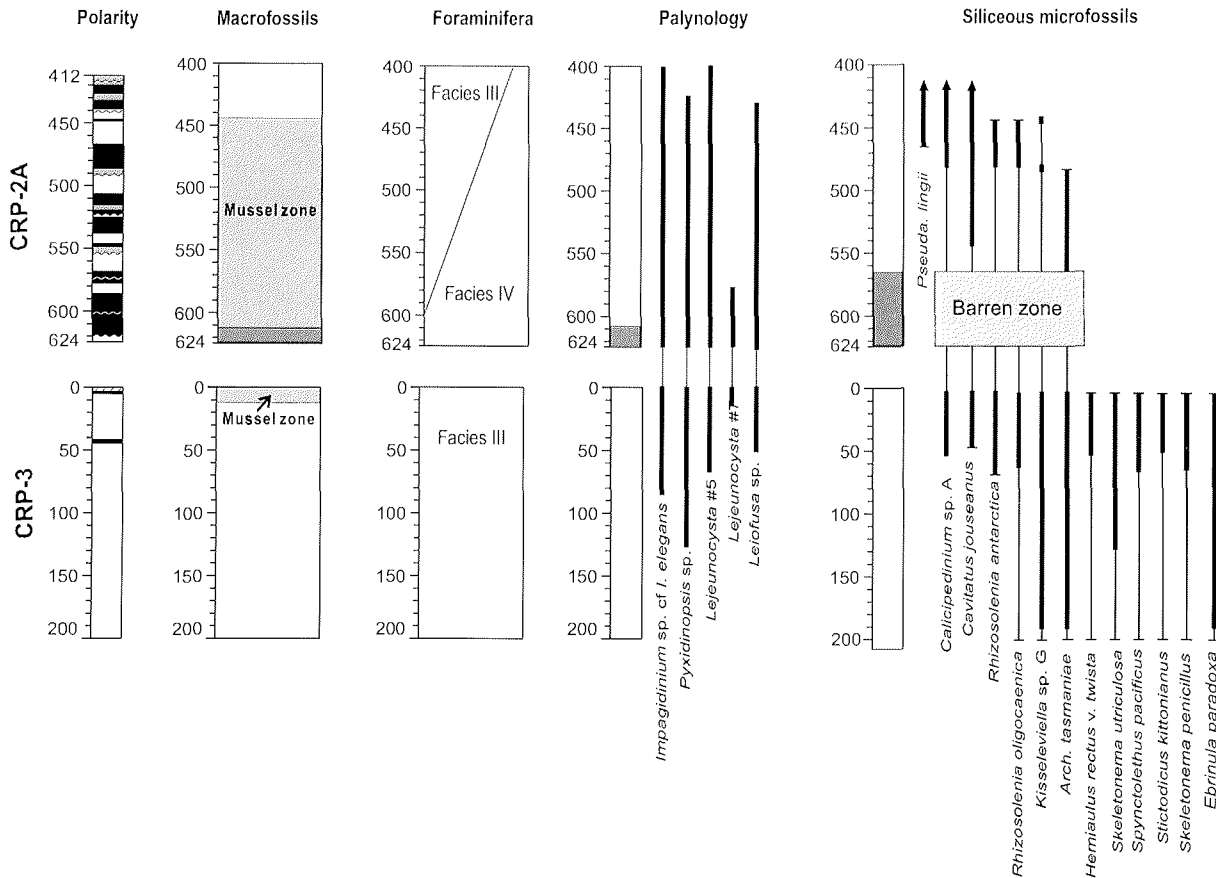 Polarity
Macrofossils
Foraminifera
Palynology
Siliceous microfossils
CRP-2A
412
450
500
550
600
624
400
450
500
550
600
624
Mussel zone
400
450
500
550
600
624
Facies III
Facies IV
400
450
500
550
600
624
400
450
500
550
600
624
Pseuda. lingii
Barren zone
CRP-3
0
50
100
150
200
0
50
100
150
200
Mussel zone
0
50
100
150
200
Facies III
0
50
100
150
200
Impagidinium sp. cf I. elegans
Pyxidinopsis sp.
Lejeunocysta #5
Lejeunocysta #7
Leiofusa sp.
0
50
100
150
200
Calicipedinium sp. A
Cavitatus jouseanus
Rhizosolenia antarctica
Rhizosolenia oligocaenica
Kisseleviella sp. G
Arch. tasmaniae
Hemiaulus rectus v. twista
Skeletonema utriculosa
Spynctolethus pacificus
Stictodicus kittonianus
Skeletonema penicillus
Ebrinula paradoxa